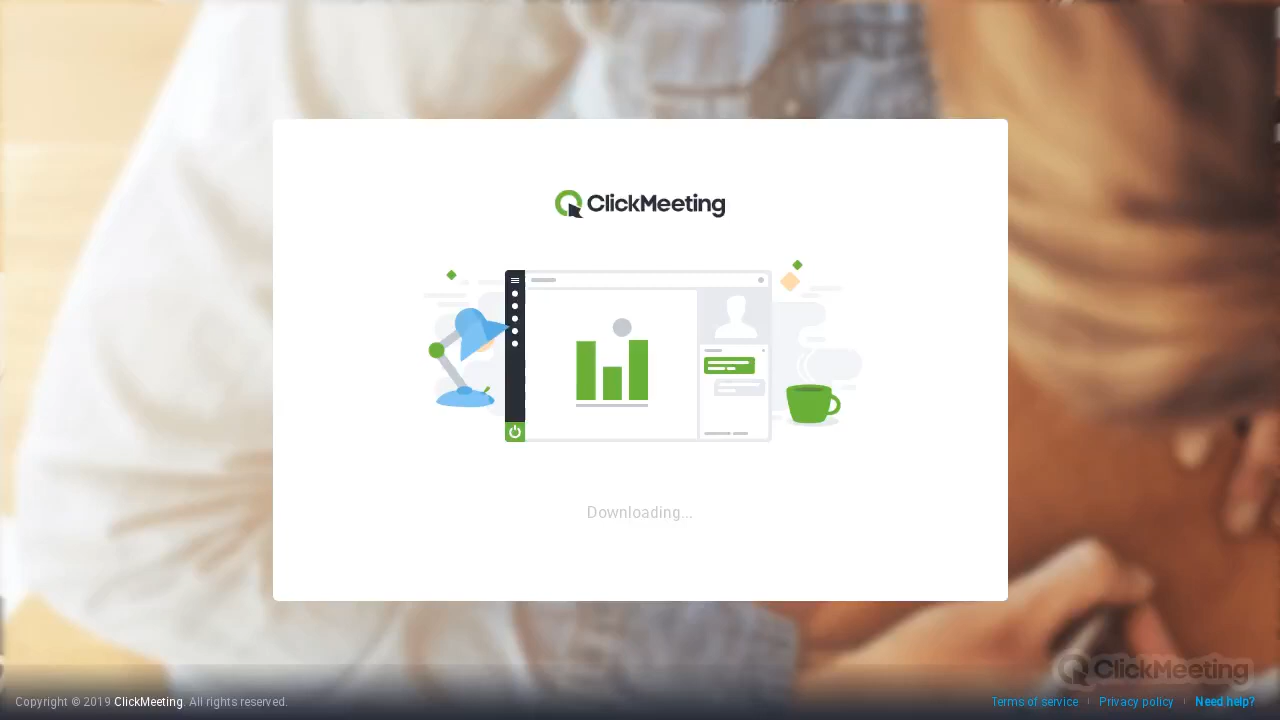 ClickMeeting
Downloading...
ClickMeeting
Copyright © 2019 ClickMeeting. All rights reserved.
Terms of service | Privacy policy | Need help?